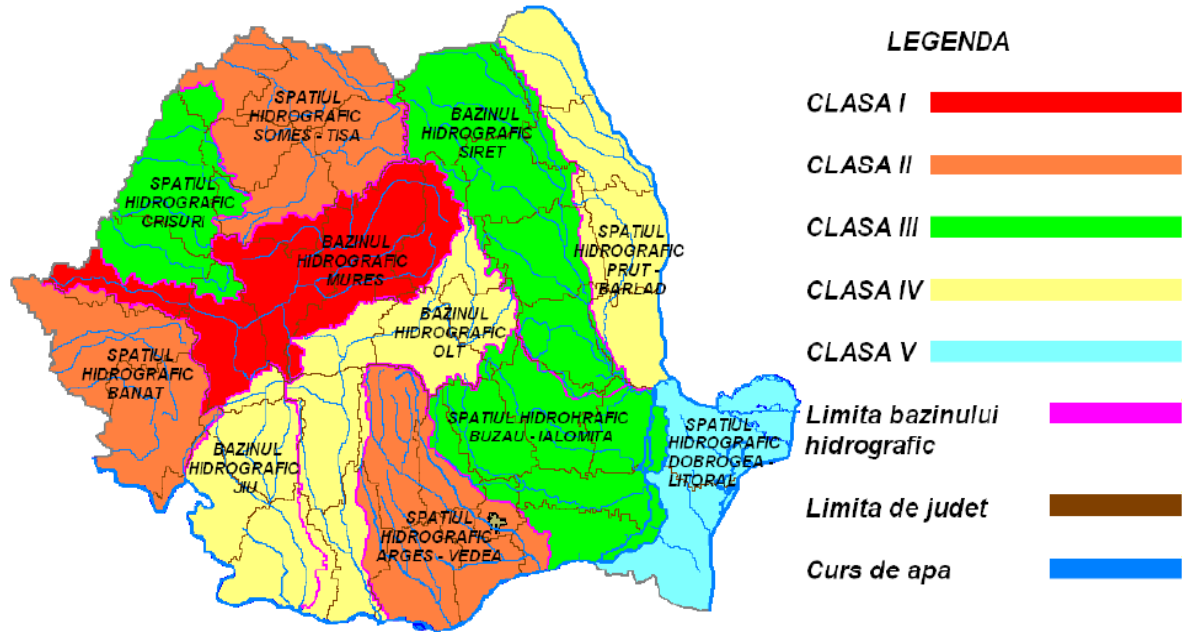 LEGENDA
CLASA I
CLASA II
CLASA III
CLASA IV
CLASA V
Limita bazinului
hidrografic
Limita de judet
Curs de apa
SPATIUL
HIDROGRAFIC
SOMES - TISA
BAZINUL
HIDROGRAFIC
SIRET
SPATIUL
HIDROGRAFIC
CRISURI
BAZINUL
HIDROGRAFIC
MURES
SPATIUL
HIDROGRAFIC
PRUT -
BARLAD
BAZINUL
HIDROGRAFIC
OLT
SPATIUL
HIDROGRAFIC
BANAT
SPATIUL HIDROHRAFIC
BUZAU - IALOMITA
SPATIUL
HIDROGRAFIC
DOBROGEA -
LITORAL
BAZINUL
HIDROGRAFIC
JIU
SPATIUL
HIDROGRAFIC
ARGES - VEDEA